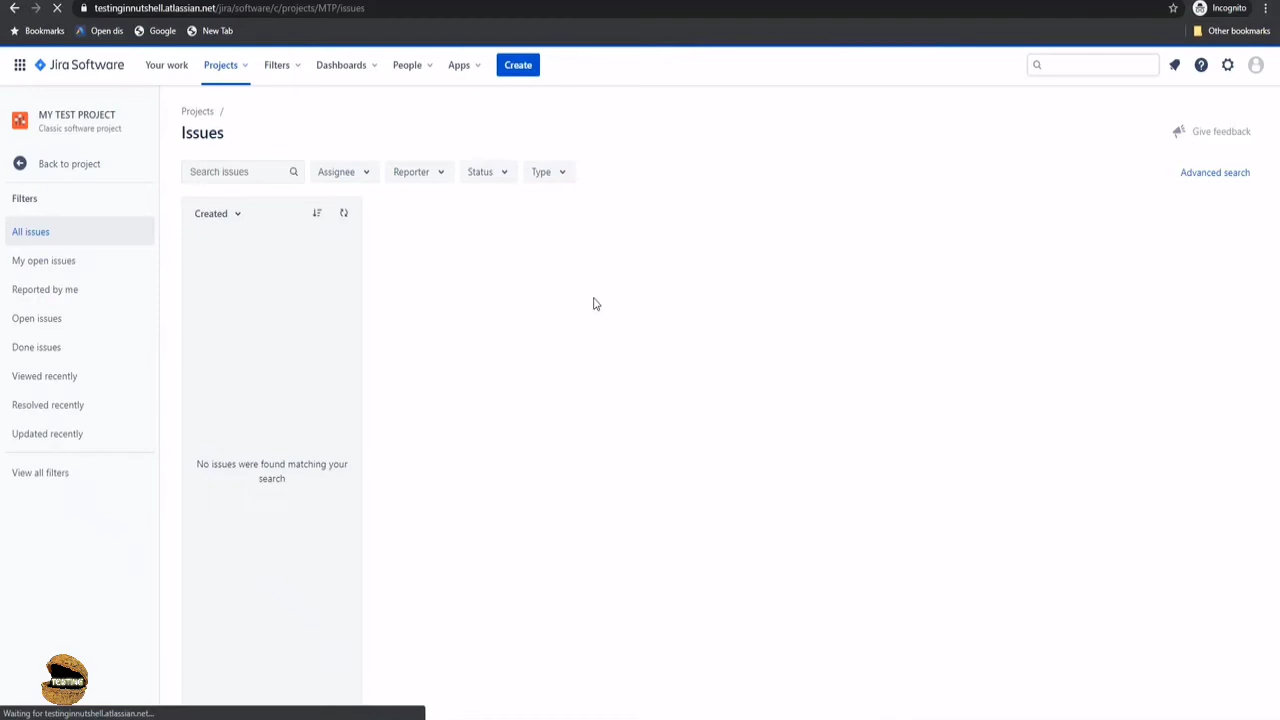 testinginnutshell.atlassian.net/jira/software/c/projects/MTP/issues
Incognito
Bookmarks
Open dis
Google
New Tab
Other bookmarks
Jira Software
Your work
Projects
Filters
Dashboards
People
Apps
Create
MY TEST PROJECT
Classic software project
Back to project
Filters
All issues
My open issues
Reported by me
Open issues
Done issues
Viewed recently
Resolved recently
Updated recently
View all filters
Projects /
Issues
Give feedback
Search issues
Assignee
Reporter
Status
Type
Advanced search
Created
No issues were found matching your
search
TESTING
Waiting for testinginnutshell.atlassian.net...